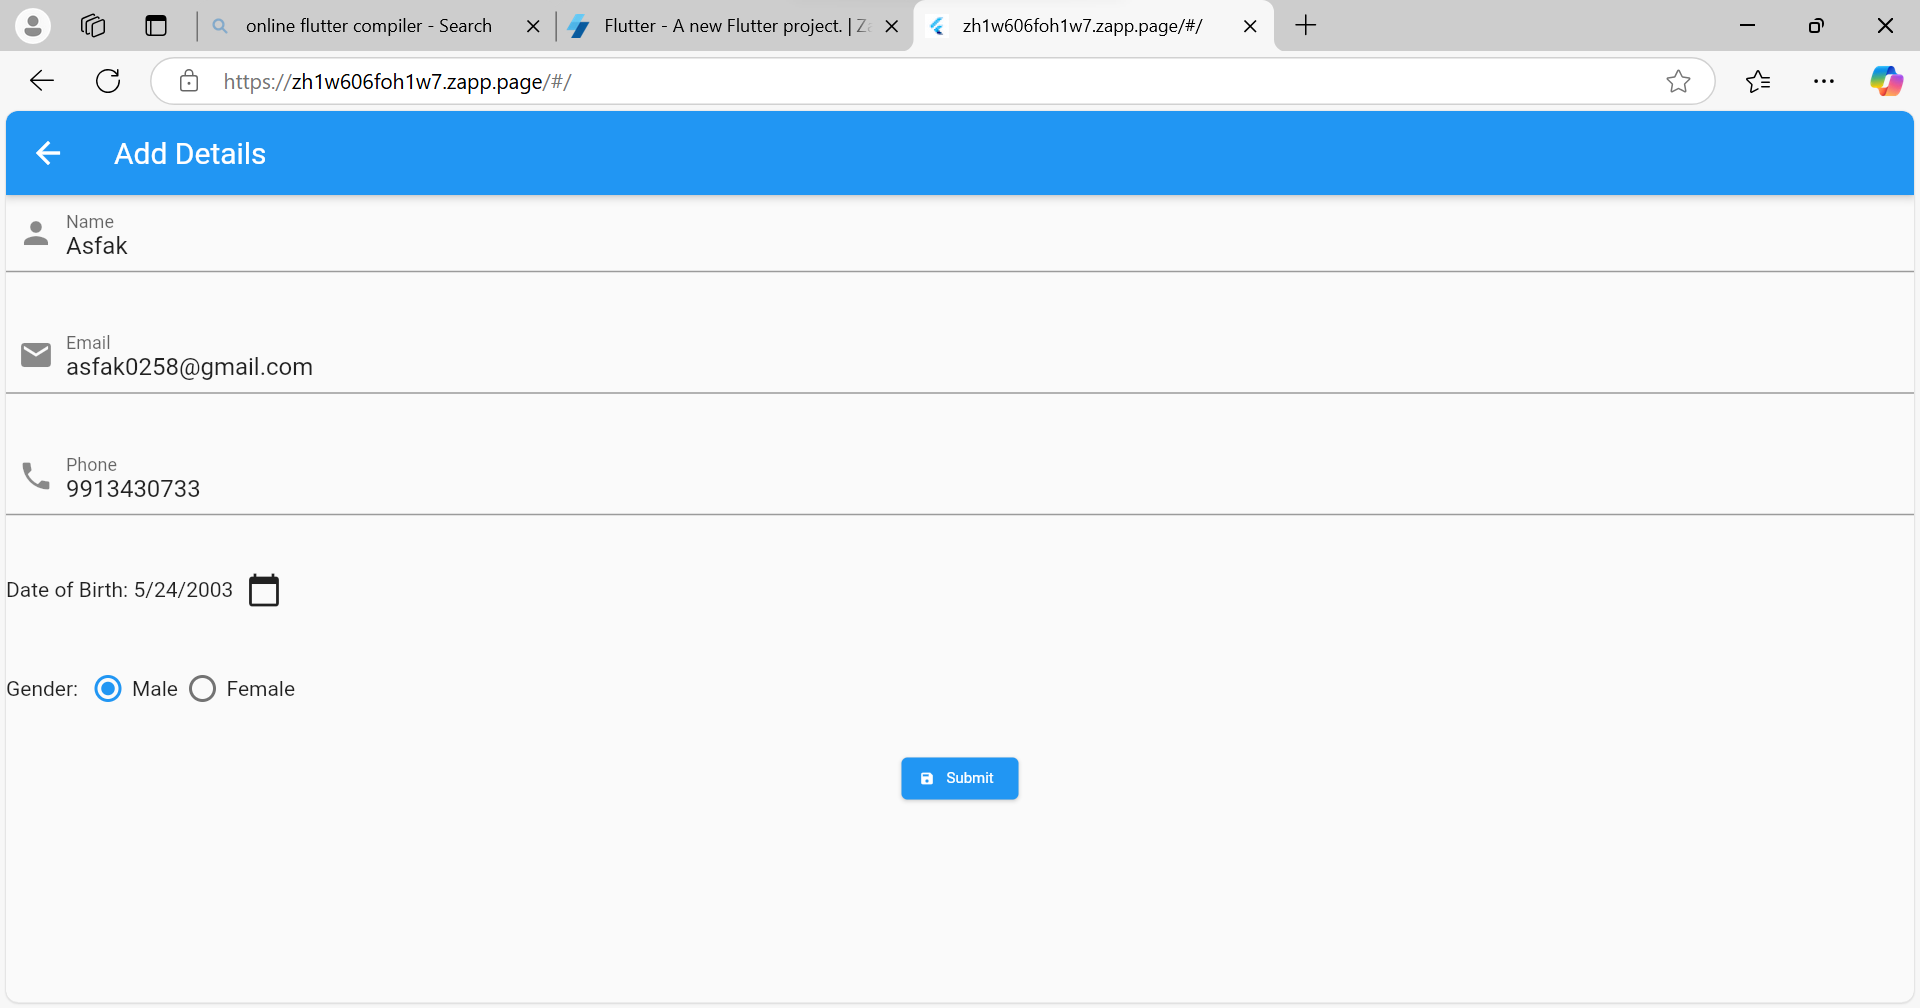 online flutter compiler - Search
Flutter - A new Flutter project. | Za
zh1w606foh1w7.zapp.page/#/
https://zh1w606foh1w7.zapp.page/#/
Add Details
Name
Asfak
Email
asfak0258@gmail.com
Phone
9913430733
Date of Birth: 5/24/2003
Gender: Male Female
Submit